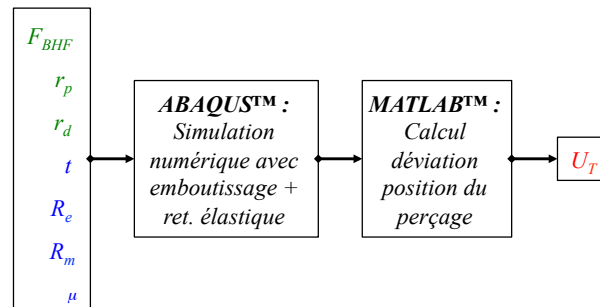 F_BHF
r_p
r_d
t
R_e
R_m
μ
ABAQUS™ :
Simulation
numérique avec
emboutissage +
ret. élastique
MATLAB™ :
Calcul
déviation
position du
perçage
U_T